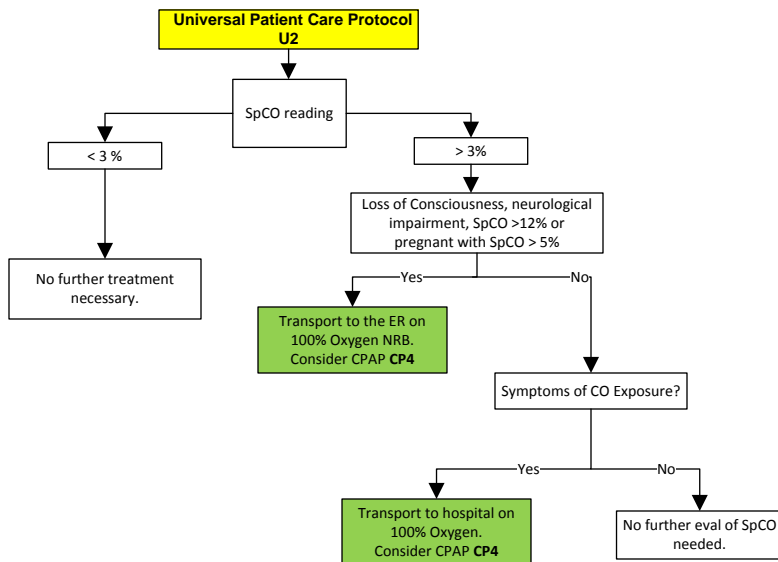 Universal Patient Care Protocol
U2
SpCO reading
< 3 %
> 3%
Loss of Consciousness, neurological
impairment, SpCO >12% or
pregnant with SpCO > 5%
No further treatment
necessary.
Yes
No
Transport to the ER on
100% Oxygen NRB.
Consider CPAP CP4
Symptoms of CO Exposure?
Yes
No
Transport to hospital on
100% Oxygen.
Consider CPAP CP4
No further eval of SpCO
needed.